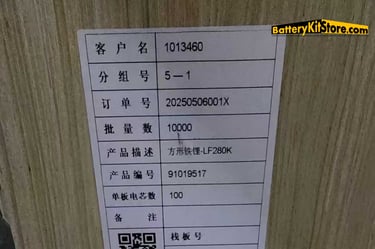 BatteryKitStore.com
客户名 1013460
分组号 5—1
订单号 20250506001X
批量数 10000
产品描述 方形铁锂-LF280K
产品编号 91019517
单板电芯数 100
备注
栈板号